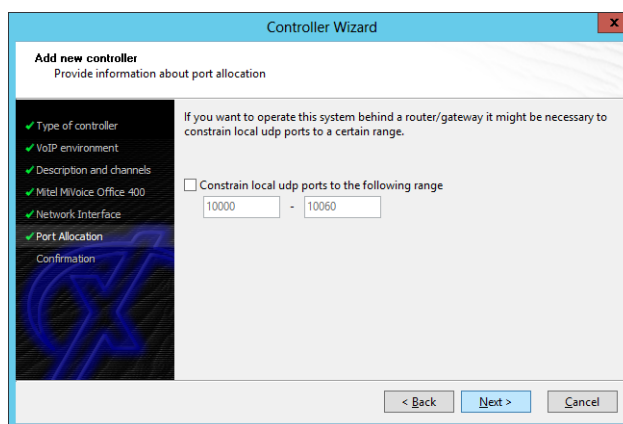 Controller Wizard
x
Add new controller
Provide information about port allocation
Type of controller
VoIP environment
Description and channels
Mitel MiVoice Office 400
Network Interface
Port Allocation
Confirmation
If you want to operate this system behind a router/gateway it might be necessary to
constrain local udp ports to a certain range.
Constrain local udp ports to the following range
10000 - 10060
< Back Next > Cancel